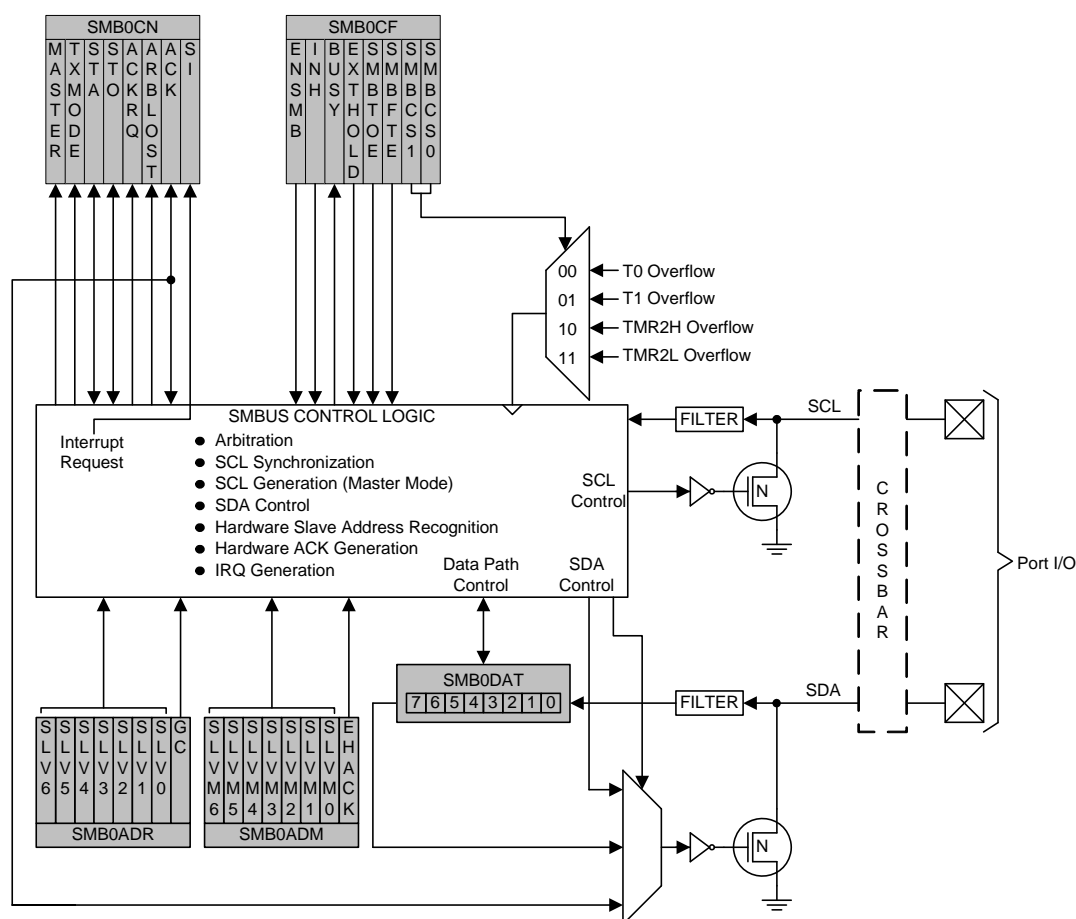 SMB0CN
MASTER
TXMODE
STA
STO
ACKRQ
ARBLOST
ACK
SI
SMB0CF
ENSMB
INH
BUSY
EXTHOLD
SMBTOE
SMBFTE
SMBCS1
SMBCS0
00
T0 Overflow
01
T1 Overflow
10
TMR2H Overflow
11
TMR2L Overflow
SMBUS CONTROL LOGIC
Interrupt
Request
● Arbitration
● SCL Synchronization
● SCL Generation (Master Mode)
● SDA Control
● Hardware Slave Address Recognition
● Hardware ACK Generation
● IRQ Generation
SCL
Control
Data Path
Control
SDA
Control
FILTER
SCL
N
CROSSBAR
Port I/O
SMB0DAT
7 6 5 4 3 2 1 0
FILTER
SDA
N
SLV6
SLV5
SLV4
SLV3
SLV2
SLV1
SLV0
GC
SMB0ADR
SLVM6
SLVM5
SLVM4
SLVM3
SLVM2
SLVM1
SLVM0
EHACK
SMB0ADM